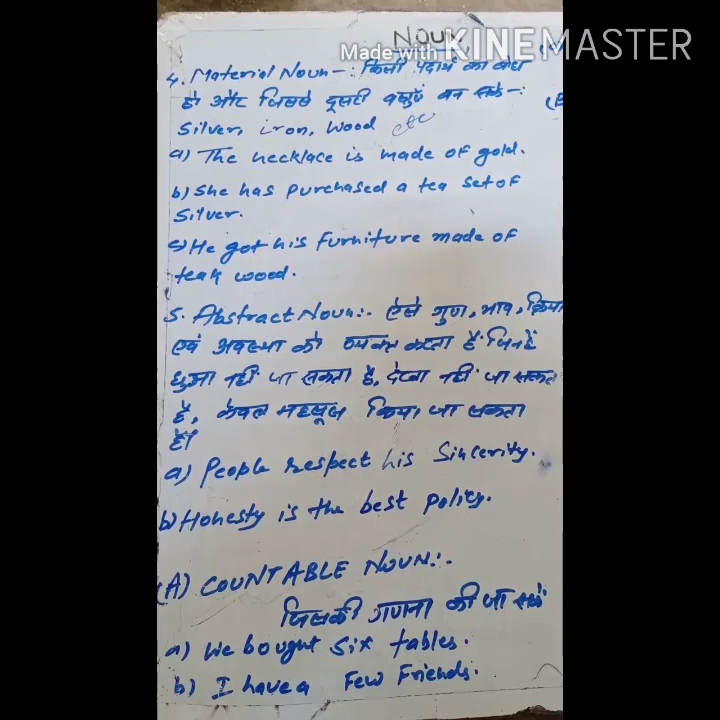 Noun
Made with KINEMASTER
4. Material Noun :- किसी पदार्थ का बोध
हो और जिससे दूसरी वस्तुएं बन सके -:
Silver, iron, wood etc
a) The necklace is made of gold.
b) She has purchased a tea set of
Silver.
c) He got his furniture made of
teak wood.
5. Abstract Noun:- ऐसे गुण, भाव, क्रिया
एवं अवस्था को व्यक्त करता है जिन्हें
छुआ नहीं जा सकता है, देखा नहीं जा सकता
है, केवल महसूस किया जा सकता
है।
a) People respect his Sincerity.
b) Honesty is the best policy.
(A) COUNTABLE NOUN:-
जिसकी गणना की जा सके
a) We bought six tables.
b) I have a few friends.